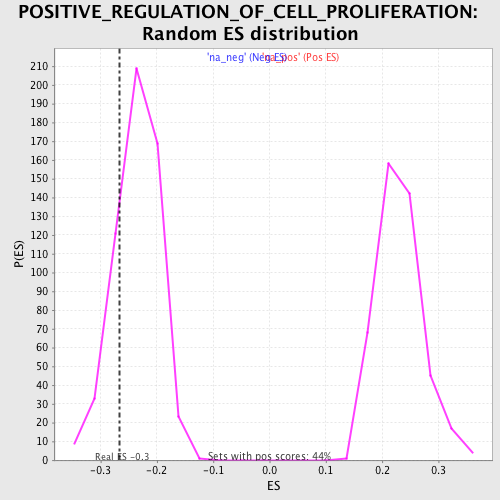 POSITIVE_REGULATION_OF_CELL_PROLIFERATION:
Random ES distribution
'na_neg' (Neg ES)
'na_pos' (Pos ES)
210
200
190
180
170
160
150
140
130
120
110
100
90
80
70
60
50
40
30
20
10
0
P(ES)
Real ES -0.3
Sets with pos scores: 44%
-0.3 -0.2 -0.1 0.0 0.1 0.2 0.3
ES